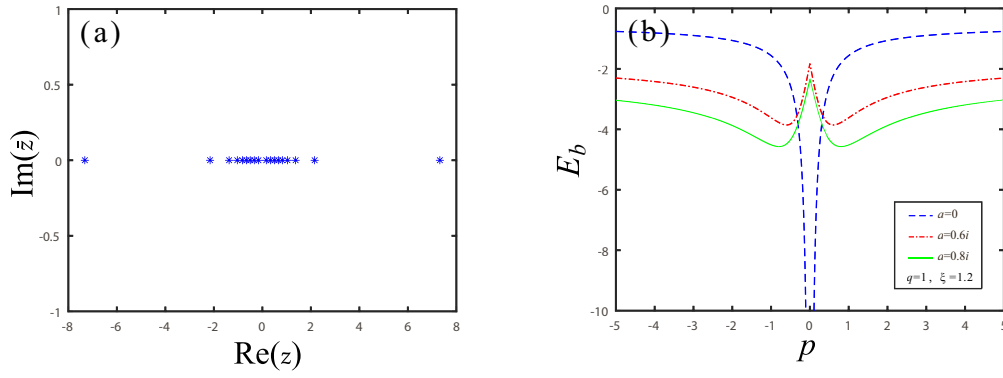 (a)
1
0.5
0
-0.5
-1
-8 -6 -4 -2 0 2 4 6 8
Im(z̄)
Re(z)
(b)
0
-2
-4
-6
-8
-10
-5 -4 -3 -2 -1 0 1 2 3 4 5
E_b
p
a=0
a=0.6i
a=0.8i
q=1, ξ=1.2